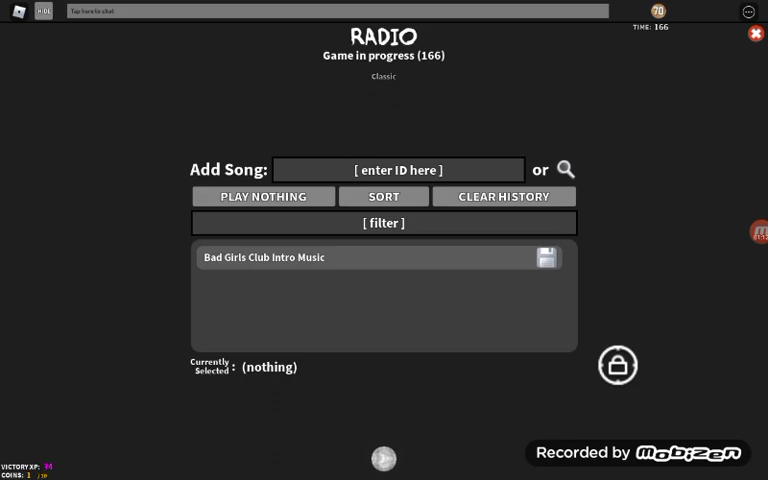 HIDE
Tap here to chat
70
TIME: 166
RADIO
Game in progress (166)
Classic
Add Song: [ enter ID here ] or
PLAY NOTHING SORT CLEAR HISTORY
[ filter ]
Bad Girls Club Intro Music
Currently Selected : (nothing)
Recorded by Mobizen
VICTORY XP: 74
COINS: 1